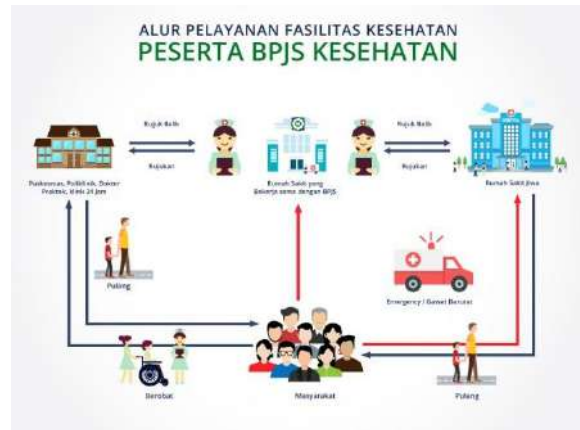 ALUR PELAYANAN FASILITAS KESEHATAN
PESERTA BPJS KESEHATAN
Rujuk Balik
Rujukan
Rujuk Balik
Rujukan
Puskesmas, Poliklinik, Dokter
Praktek, Klinik 24 Jam
Rumah Sakit yang
Bekerja sama dengan BPJS
Rumah Sakit Jiwa
Pulang
Emergency / Gawat Darurat
Berobat
Masyarakat
Pulang